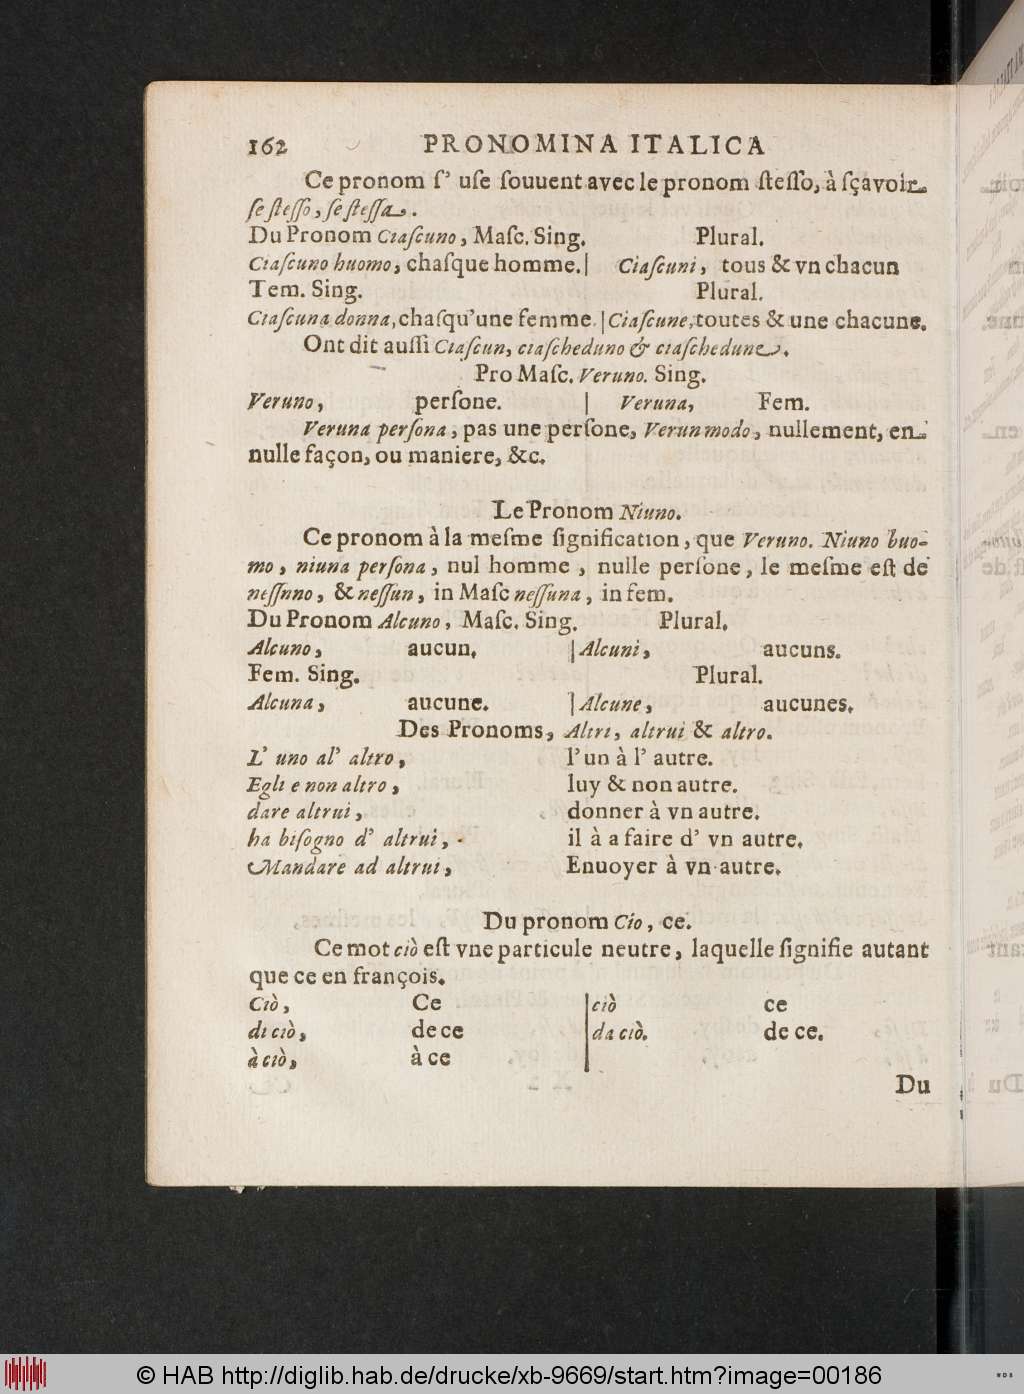 162 PRONOMINA ITALICA
Ce pronom ſ' uſe ſouuent avec le pronom ſteſſo, à ſçavoir
ſe ſteſſo, ſe ſteſſa.
Du Pronom Ciaſcuno, Maſc. Sing. Plural.
Ciaſcuno huomo, chaſque homme. | Ciaſcuni, tous & vn chacun
Tem. Sing. Plural.
Ciaſcuna donna, chaſqu'une femme. | Ciaſcune, toutes & une chacune.
Ont dit auſſi Ciaſcun, ciaſcheduno & ciaſchedune.
Pro Maſc. Veruno. Sing.
Veruno, perſone. | Veruna, Fem.
Veruna perſona, pas une perſone, Verun modo, nullement, en
nulle façon, ou maniere, &c.
Le Pronom Niuno.
Ce pronom à la meſme ſignification, que Veruno. Niuno huo-
mo, niuna perſona, nul homme, nulle perſone, le meſme eſt de
neſſuno, & neſſun, in Maſc neſſuna, in fem.
Du Pronom Alcuno, Maſc. Sing. Plural.
Alcuno, aucun. | Alcuni, aucuns.
Fem. Sing. Plural.
Alcuna, aucune. | Alcune, aucunes.
Des Pronoms, Altri, altrui & altro.
L' uno al' altro, l' un à l' autre.
Egli e non altro, luy & non autre.
dare altrui, donner à vn autre.
ha biſogno d' altrui, il à a faire d' vn autre.
Mandare ad altrui, Enuoyer à vn autre.
Du pronom Cio, ce.
Ce mot ciò eſt vne particule neutre, laquelle ſignifie autant
que ce en françois.
Ciò, Ce | ciò ce
di ciò, de ce | da ciò. de ce.
à ciò, à ce
Du
© HAB http://diglib.hab.de/drucke/xb-9669/start.htm?image=00186